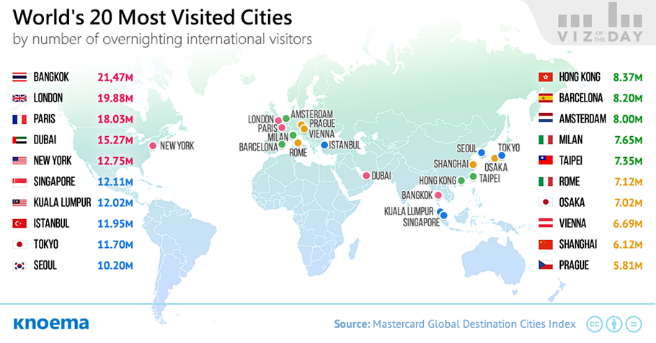 World's 20 Most Visited Cities
by number of overnighting international visitors
VIZ OF THE DAY
BANGKOK 21,47M
LONDON 19.88M
PARIS 18.03M
DUBAI 15.27M
NEW YORK 12.75M
SINGAPORE 12.11M
KUALA LUMPUR 12.02M
ISTANBUL 11.95M
TOKYO 11.70M
SEOUL 10.20M
NEW YORK
LONDON
AMSTERDAM
PARIS
PRAGUE
MILAN
VIENNA
BARCELONA
ROME
ISTANBUL
DUBAI
SEOUL
TOKYO
SHANGHAI
OSAKA
HONG KONG
TAIPEI
BANGKOK
KUALA LUMPUR
SINGAPORE
HONG KONG 8.37M
BARCELONA 8.20M
AMSTERDAM 8.00M
MILAN 7.65M
TAIPEI 7.35M
ROME 7.12M
OSAKA 7.02M
VIENNA 6.69M
SHANGHAI 6.12M
PRAGUE 5.81M
knoema
Source: Mastercard Global Destination Cities Index
cc